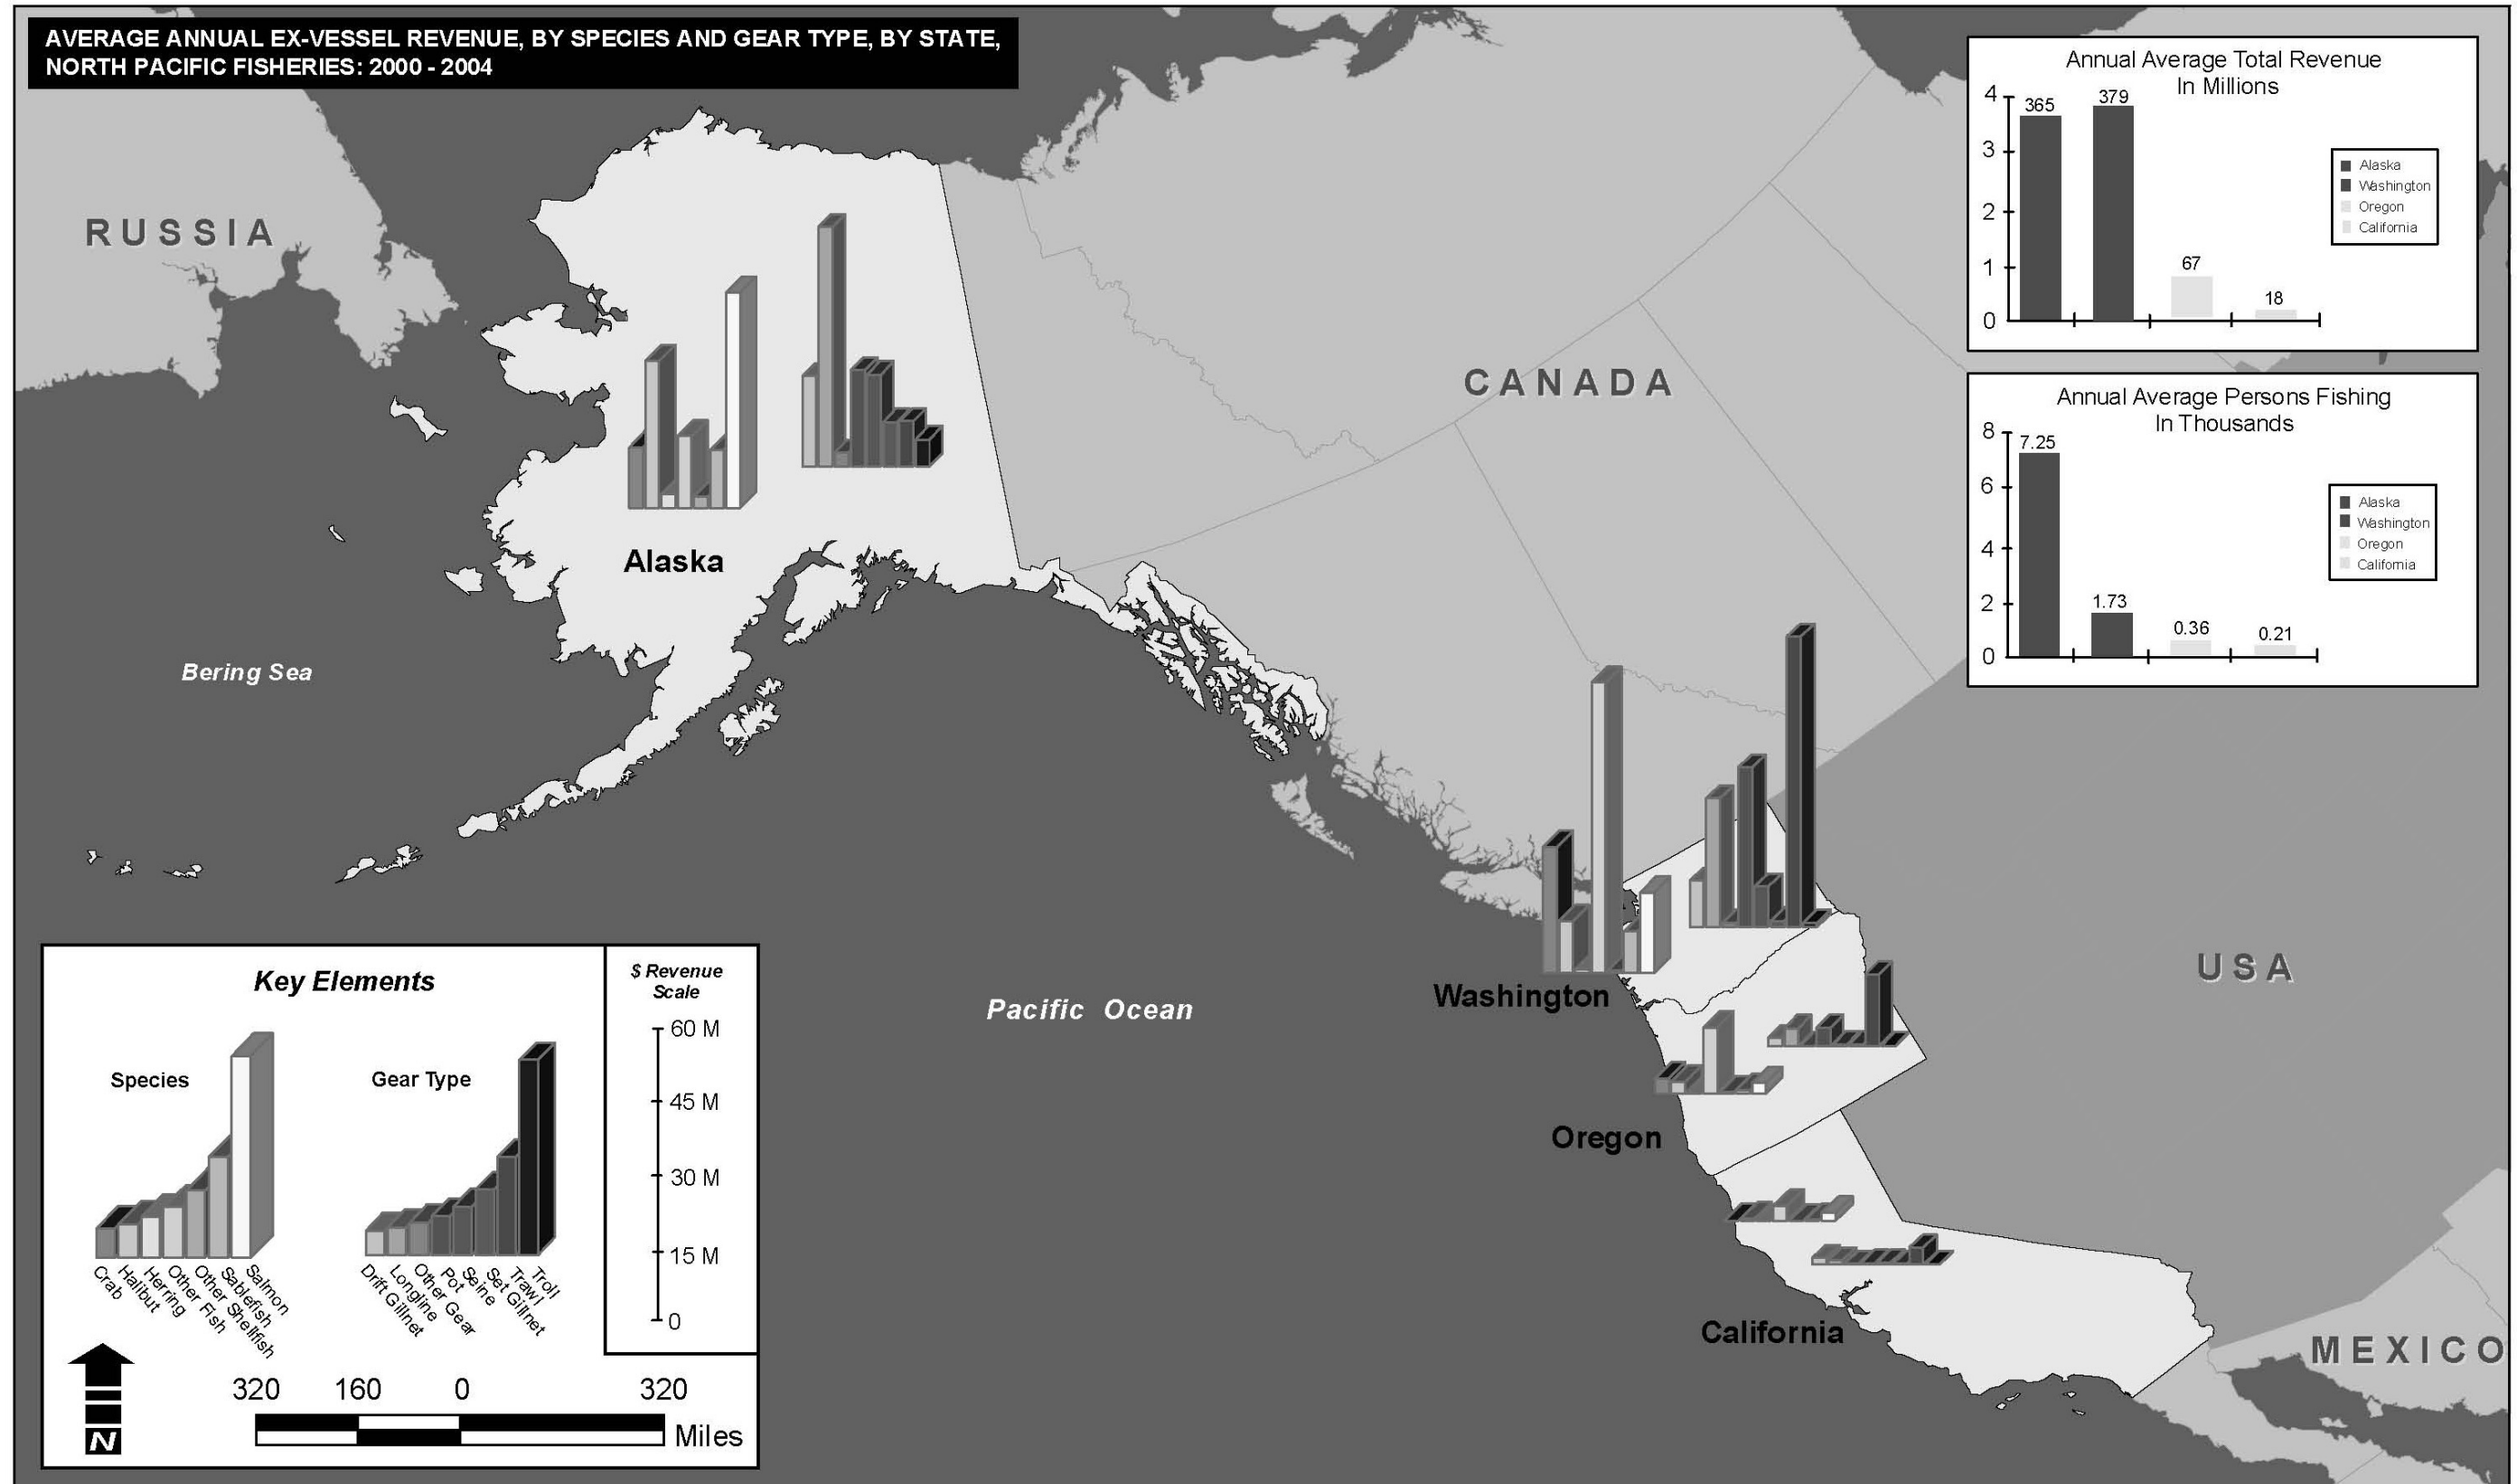 AVERAGE ANNUAL EX-VESSEL REVENUE, BY SPECIES AND GEAR TYPE, BY STATE,
NORTH PACIFIC FISHERIES: 2000 - 2004
RUSSIA
CANADA
USA
MEXICO
Alaska
Bering Sea
Pacific Ocean
Washington
Oregon
California
Annual Average Total Revenue
In Millions
4
3
2
1
0
365
379
67
18
Alaska
Washington
Oregon
California
Annual Average Persons Fishing
In Thousands
8
6
4
2
0
7.25
1.73
0.36
0.21
Alaska
Washington
Oregon
California
Key Elements
Species
Crab
Halibut
Herring
Other Fish
Other Shellfish
Sablefish
Salmon
Gear Type
Drift Gillnet
Longline
Other Gear
Pot
Seine
Set Gillnet
Trawl
Troll
$ Revenue
Scale
60 M
45 M
30 M
15 M
0
N
320 160 0 320
Miles